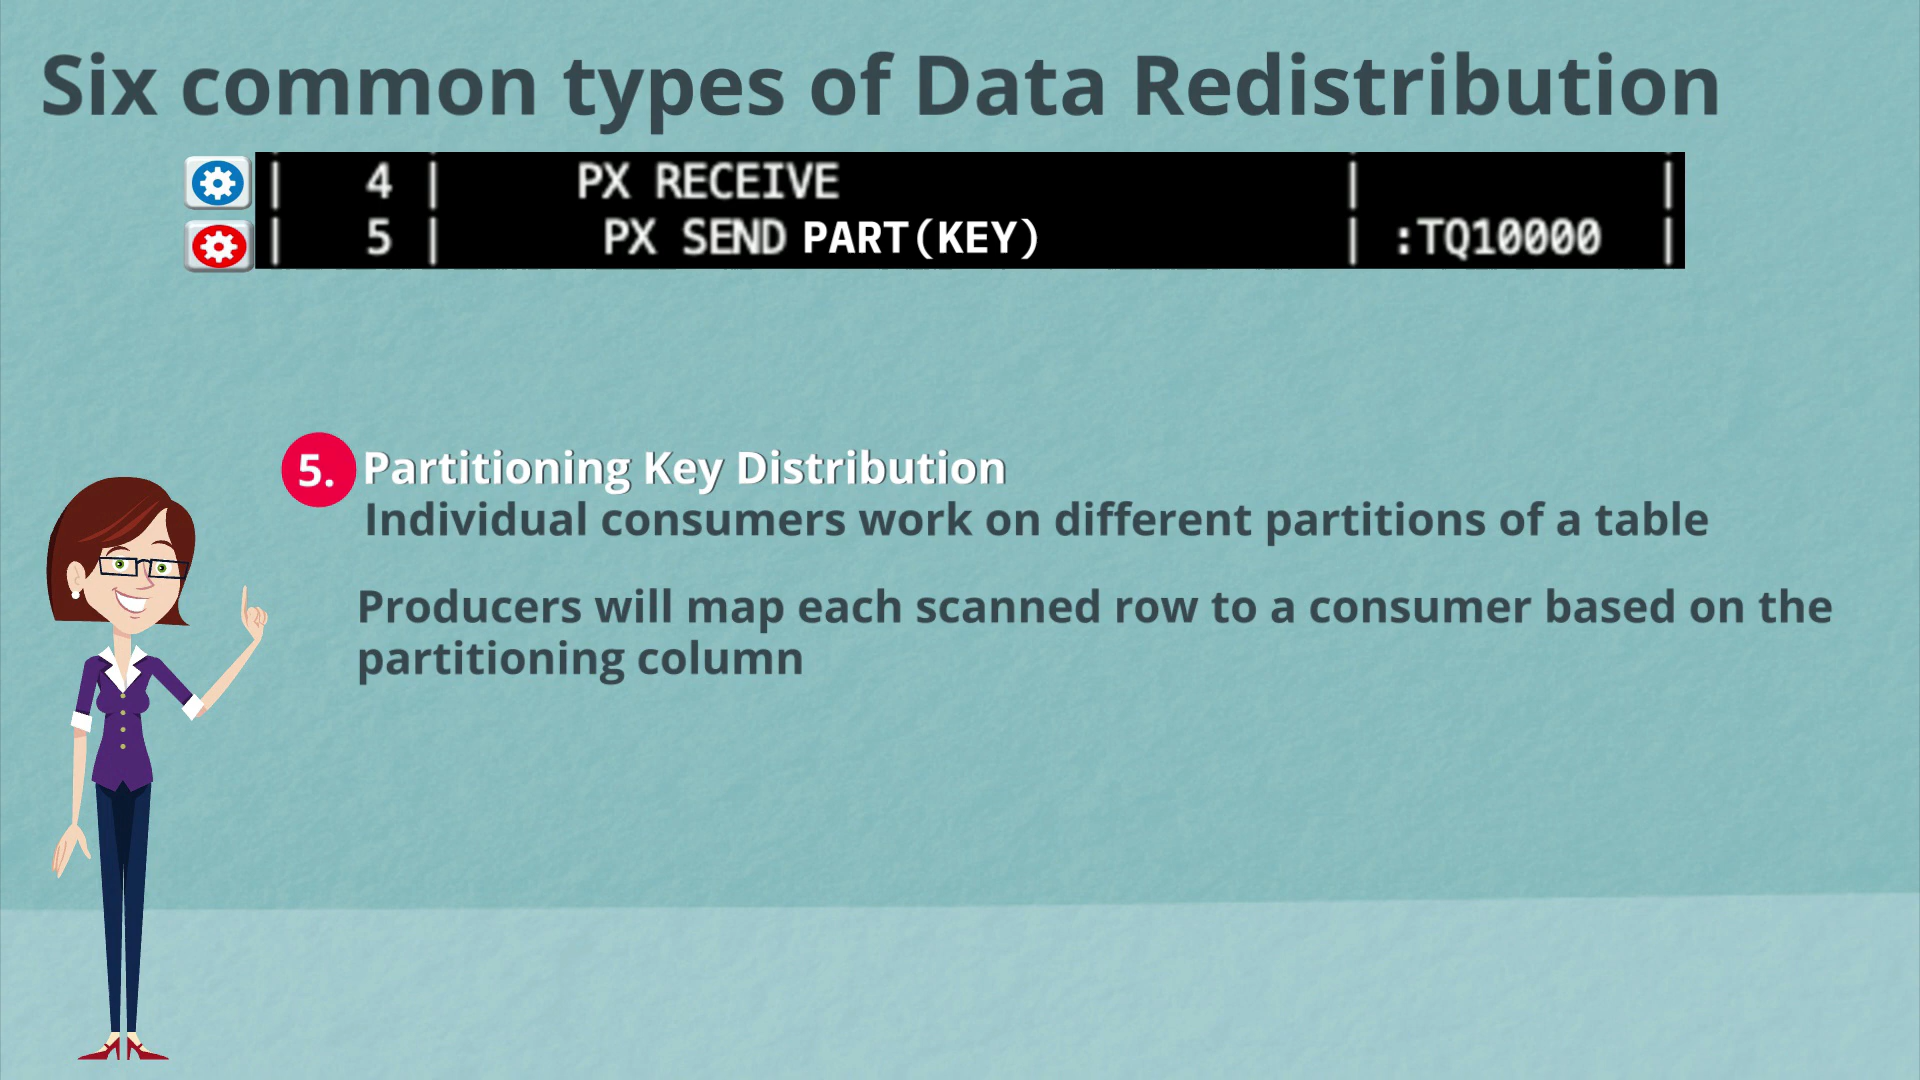 Six common types of Data Redistribution
| 4 | PX RECEIVE | |
| 5 | PX SEND PART(KEY) | :TQ10000 |
5. Partitioning Key Distribution
Individual consumers work on different partitions of a table
Producers will map each scanned row to a consumer based on the
partitioning column